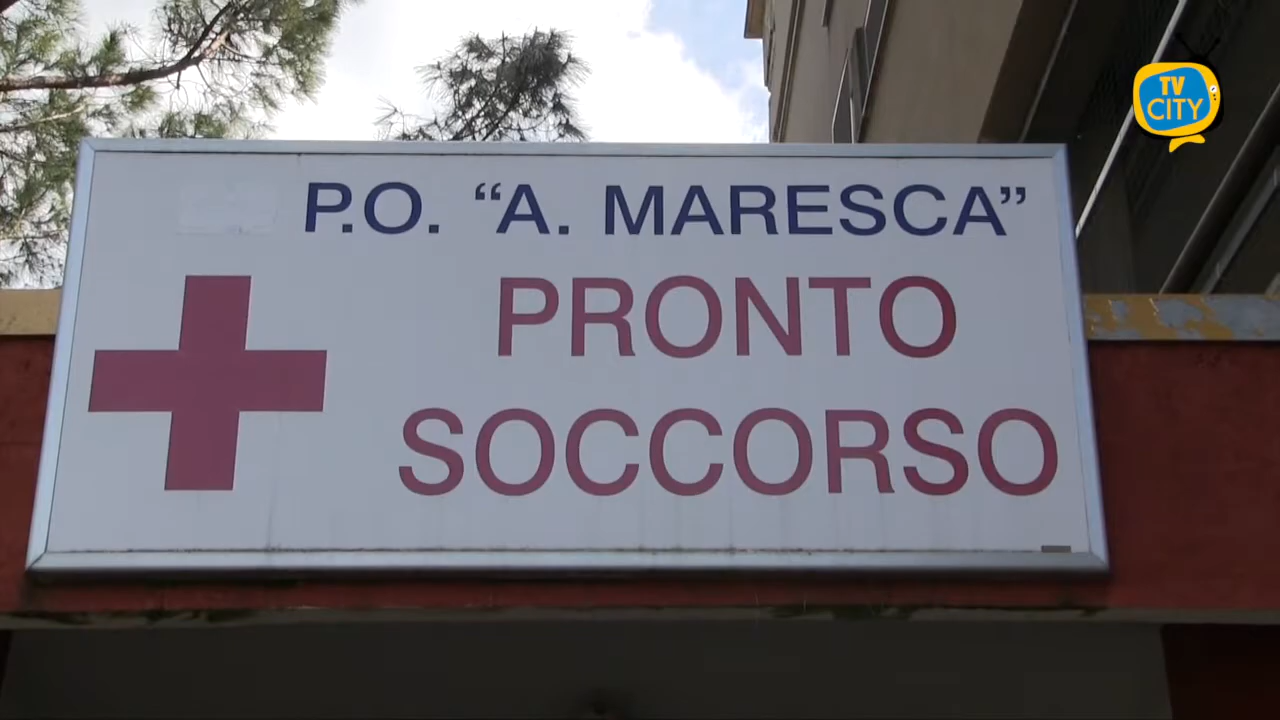 TV
CITY
P.O. “A. MARESCA”
PRONTO
SOCCORSO